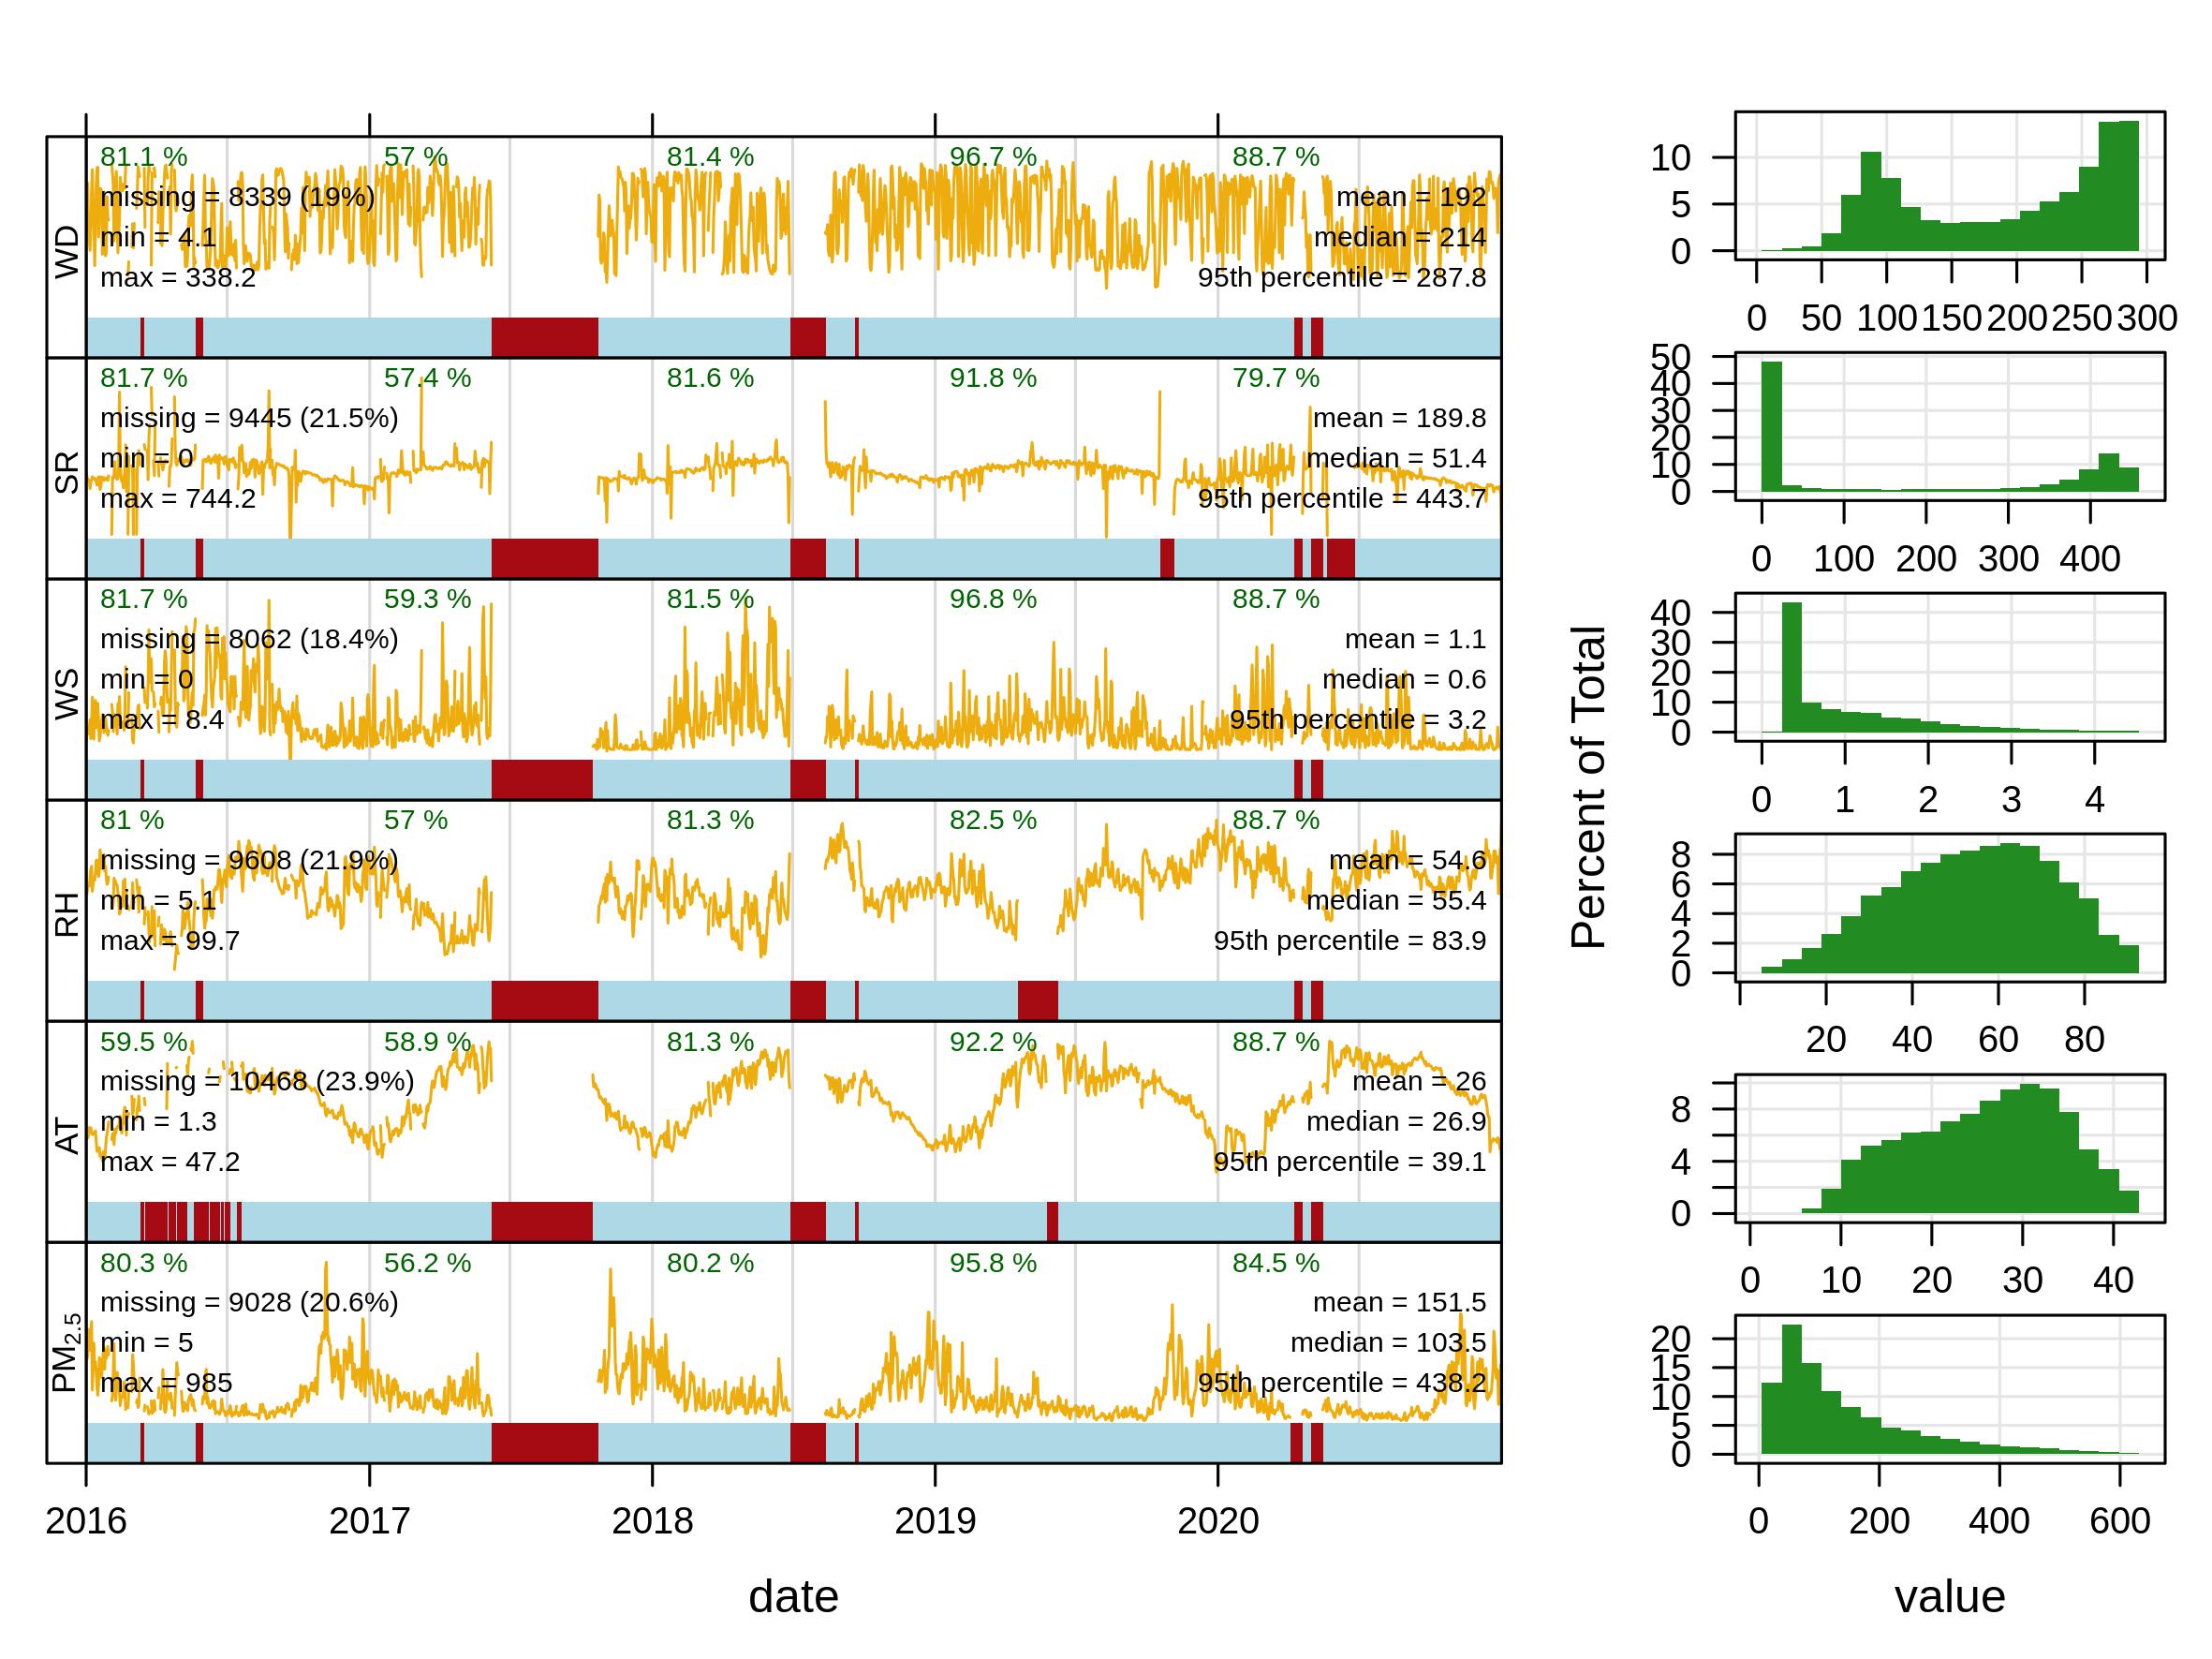 WD
81.1 % 57 % 81.4 % 96.7 % 88.7 %
missing = 8339 (19%) mean = 192
min = 4.1 median = 214
max = 338.2 95th percentile = 287.8
SR
81.7 % 57.4 % 81.6 % 91.8 % 79.7 %
missing = 9445 (21.5%) mean = 189.8
min = 0 median = 51.4
max = 744.2 95th percentile = 443.7
WS
81.7 % 59.3 % 81.5 % 96.8 % 88.7 %
missing = 8062 (18.4%) mean = 1.1
min = 0 median = 0.6
max = 8.4 95th percentile = 3.2
RH
81 % 57 % 81.3 % 82.5 % 88.7 %
missing = 9608 (21.9%) mean = 54.6
min = 5.1 median = 55.4
max = 99.7 95th percentile = 83.9
AT
59.5 % 58.9 % 81.3 % 92.2 % 88.7 %
missing = 10468 (23.9%) mean = 26
min = 1.3 median = 26.9
max = 47.2 95th percentile = 39.1
PM2.5
80.3 % 56.2 % 80.2 % 95.8 % 84.5 %
missing = 9028 (20.6%) mean = 151.5
min = 5 median = 103.5
max = 985 95th percentile = 438.2
2016 2017 2018 2019 2020
date
Percent of Total
10
5
0
0 50 100 150 200 250 300
50
40
30
20
10
0
0 100 200 300 400
40
30
20
10
0
0 1 2 3 4
8
6
4
2
0
20 40 60 80
8
4
0
0 10 20 30 40
20
15
10
5
0
0 200 400 600
value